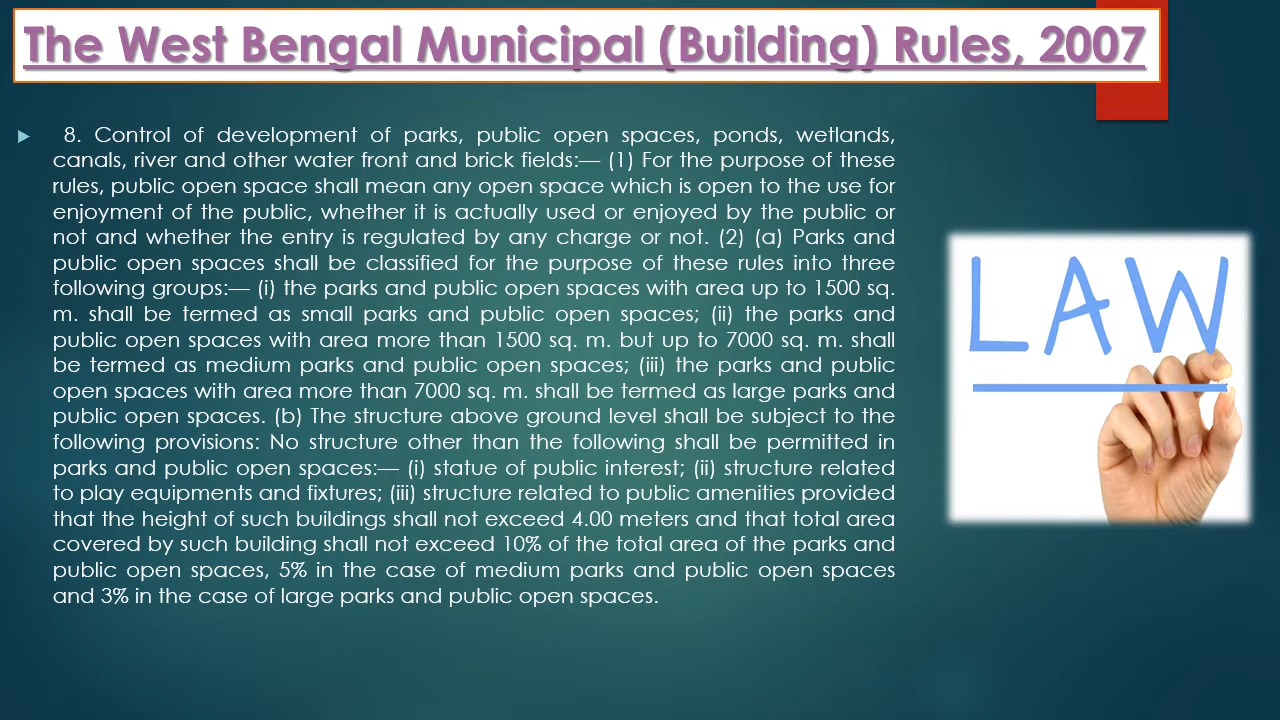 The West Bengal Municipal (Building) Rules, 2007
8. Control of development of parks, public open spaces, ponds, wetlands,
canals, river and other water front and brick fields:— (1) For the purpose of these
rules, public open space shall mean any open space which is open to the use for
enjoyment of the public, whether it is actually used or enjoyed by the public or
not and whether the entry is regulated by any charge or not. (2) (a) Parks and
public open spaces shall be classified for the purpose of these rules into three
following groups:— (i) the parks and public open spaces with area up to 1500 sq.
m. shall be termed as small parks and public open spaces; (ii) the parks and
public open spaces with area more than 1500 sq. m. but up to 7000 sq. m. shall
be termed as medium parks and public open spaces; (iii) the parks and public
open spaces with area more than 7000 sq. m. shall be termed as large parks and
public open spaces. (b) The structure above ground level shall be subject to the
following provisions: No structure other than the following shall be permitted in
parks and public open spaces:— (i) statue of public interest; (ii) structure related
to play equipments and fixtures; (iii) structure related to public amenities provided
that the height of such buildings shall not exceed 4.00 meters and that total area
covered by such building shall not exceed 10% of the total area of the parks and
public open spaces, 5% in the case of medium parks and public open spaces
and 3% in the case of large parks and public open spaces.
LAW